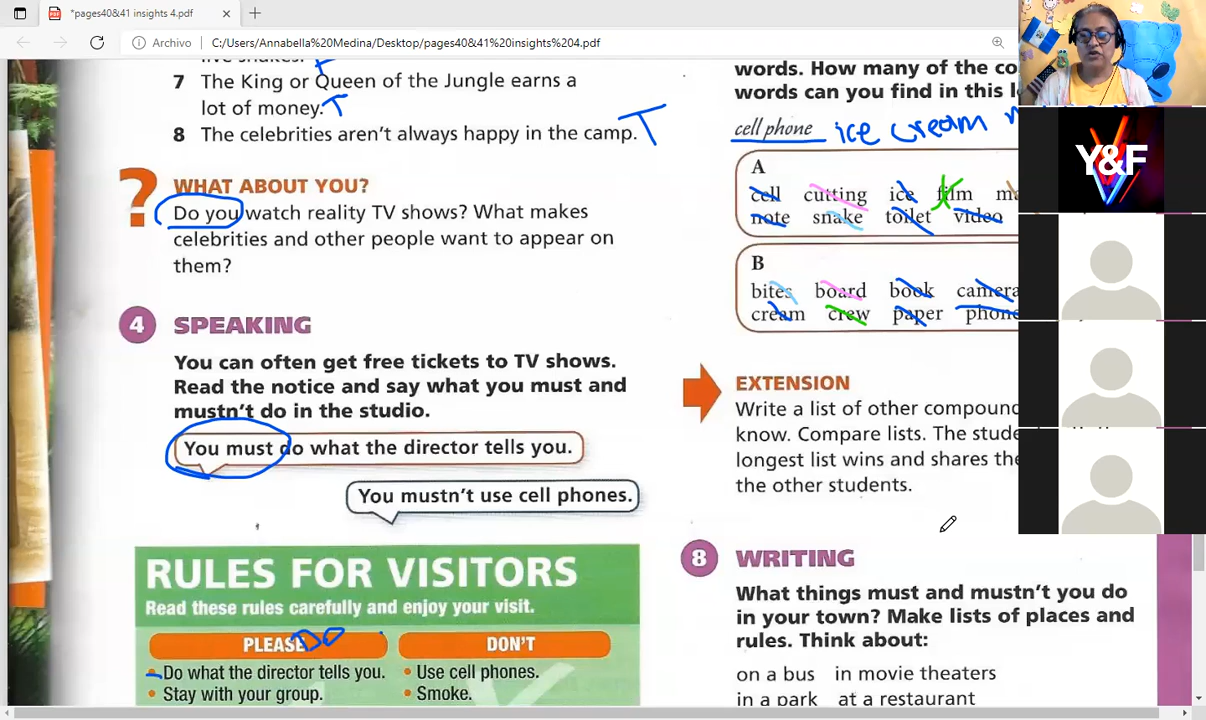 *pages40&41 insights 4.pdf
Archivo
C:/Users/Annabella%20Medina/Desktop/pages40&41%20insights%204.pdf
7 The King or Queen of the Jungle earns a
lot of money. T
8 The celebrities aren't always happy in the camp. T
? WHAT ABOUT YOU?
Do you watch reality TV shows? What makes
celebrities and other people want to appear on
them?
4 SPEAKING
You can often get free tickets to TV shows.
Read the notice and say what you must and
mustn't do in the studio.
You must do what the director tells you.
You mustn't use cell phones.
RULES FOR VISITORS
Read these rules carefully and enjoy your visit.
PLEASE DO
• Do what the director tells you.
• Stay with your group.
DON'T
• Use cell phones.
• Smoke.
words. How many of the co
words can you find in this l
cell phone ice cream
A
cell cutting ice film
note snake toilet video
B
bites board book camera
cream crew paper phone
EXTENSION
Write a list of other compound
know. Compare lists. The stude
longest list wins and shares the
the other students.
8 WRITING
What things must and mustn't you do
in your town? Make lists of places and
rules. Think about:
on a bus in movie theaters
in a park at a restaurant
Y&F